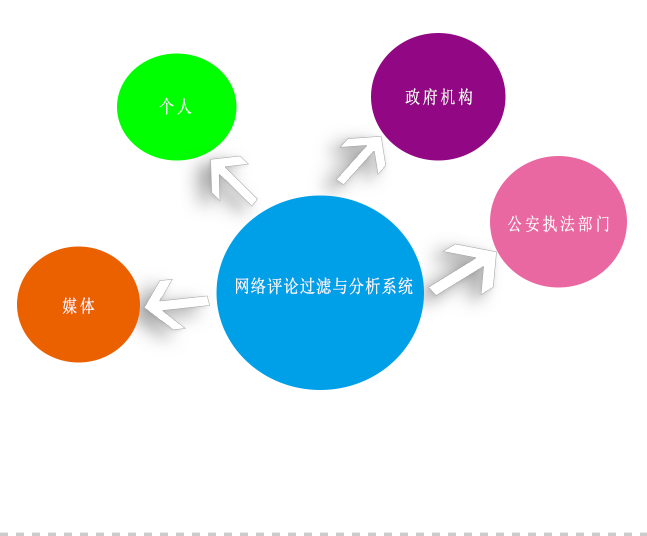 个人
政府机构
公安执法部门
网络评论过滤与分析系统
媒体